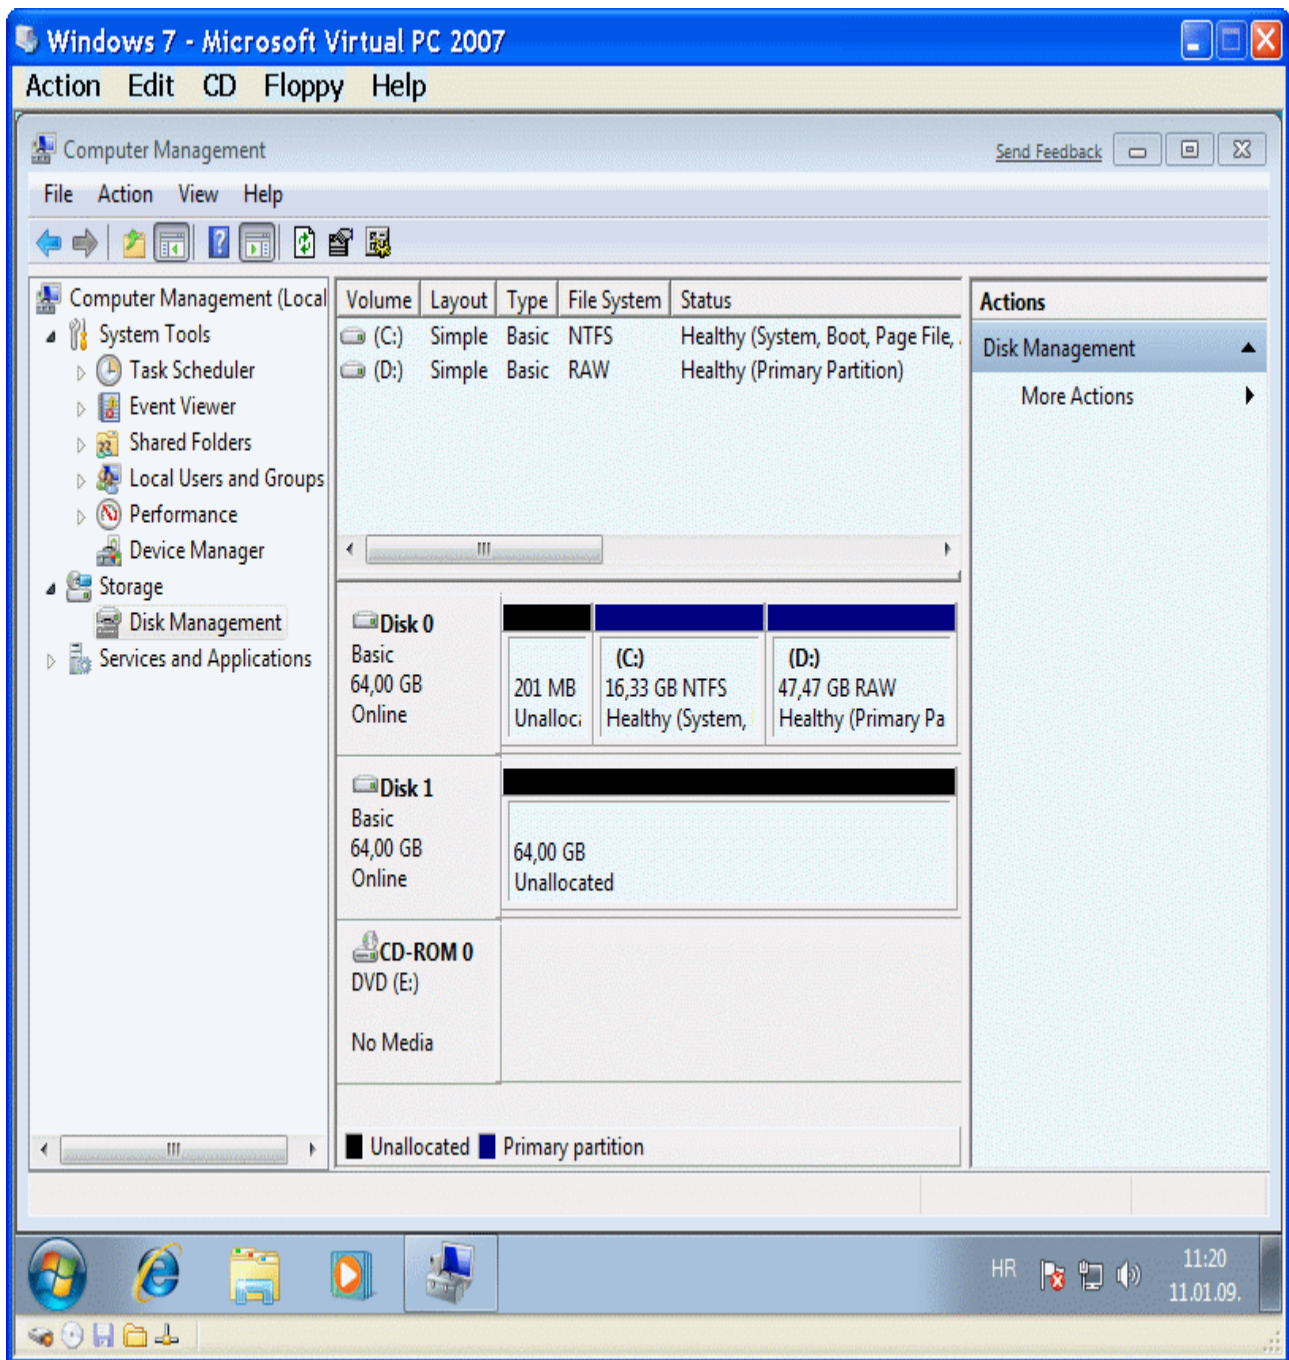 Windows 7 - Microsoft Virtual PC 2007
Action Edit CD Floppy Help
Computer Management
Send Feedback
File Action View Help
Computer Management (Local
System Tools
Task Scheduler
Event Viewer
Shared Folders
Local Users and Groups
Performance
Device Manager
Storage
Disk Management
Services and Applications
Volume Layout Type File System Status
(C:) Simple Basic NTFS Healthy (System, Boot, Page File,
(D:) Simple Basic RAW Healthy (Primary Partition)
Disk 0
Basic
64,00 GB
Online
201 MB
Unalloc
(C:)
16,33 GB NTFS
Healthy (System,
(D:)
47,47 GB RAW
Healthy (Primary Pa
Disk 1
Basic
64,00 GB
Online
64,00 GB
Unallocated
CD-ROM 0
DVD (E:)
No Media
Unallocated Primary partition
Actions
Disk Management
More Actions
HR
11:20
11.01.09.